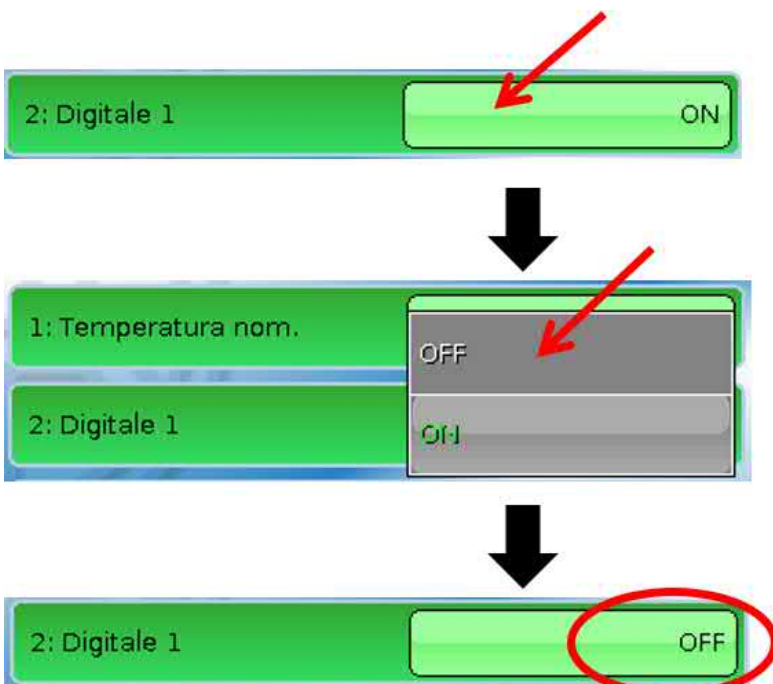 2: Digitale 1 ON
1: Temperatura nom.
OFF
2: Digitale 1
ON
2: Digitale 1 OFF